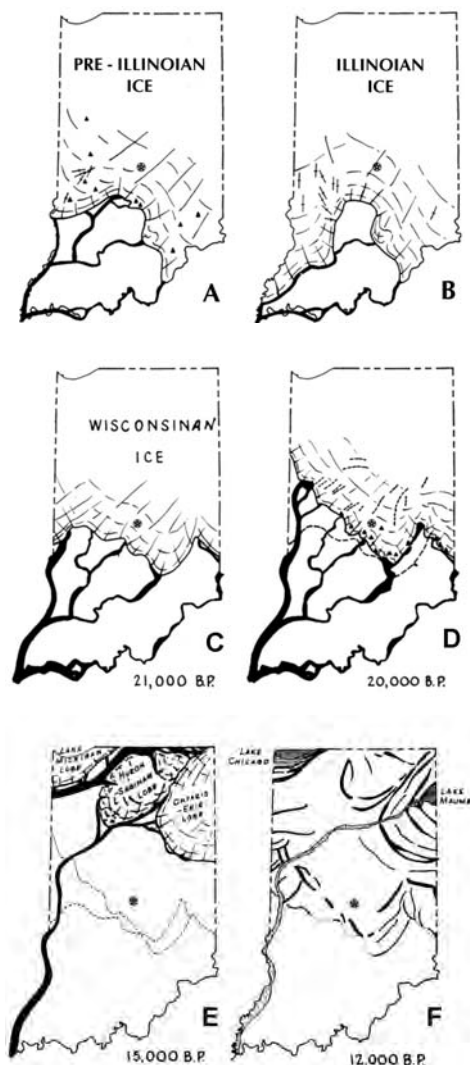 PRE - ILLINOIAN
ICE
A
ILLINOIAN
ICE
B
WISCONSINAN
ICE
C
21,000 B.P.
D
20,000 B.P.
LAKE
MICHIGAN
LOBE
HURON
SAGINAW
LOBE
ONTARIO
ERIE
LOBE
E
15,000 B.P.
LAKE
CHICAGO
LAKE
MAUM
F
12,000 B.P.